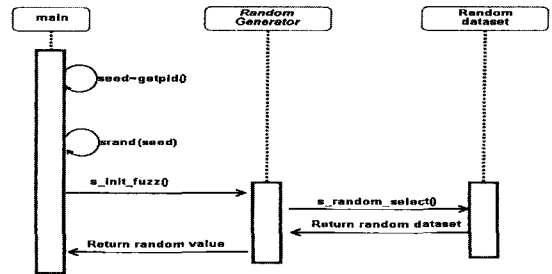 main
Random
Generator
Random
dataset
seed~getpid()
srand(seed)
s_init_fuzz()
s_random_select()
Return random dataset
Return random value